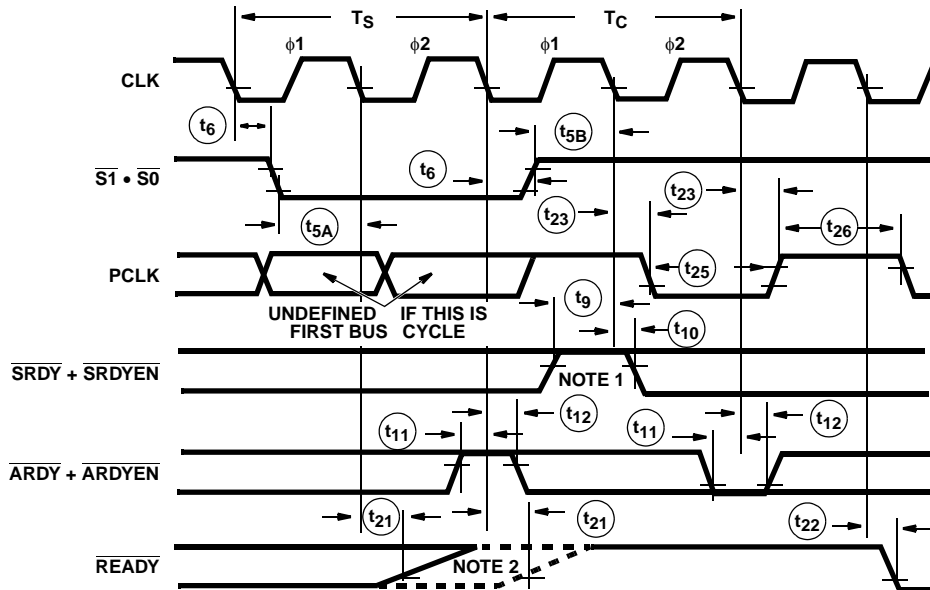 TS TC
ϕ1 ϕ2 ϕ1 ϕ2
CLK
t6 t5B
S1 • S0 t6
t23 t23
t5A t26
PCLK t25
UNDEFINED IF THIS IS
FIRST BUS CYCLE
t9
t10
SRDY + SRDYEN NOTE 1
t11 t12 t11 t12
ARDY + ARDYEN
t21 t21 t22
READY NOTE 2